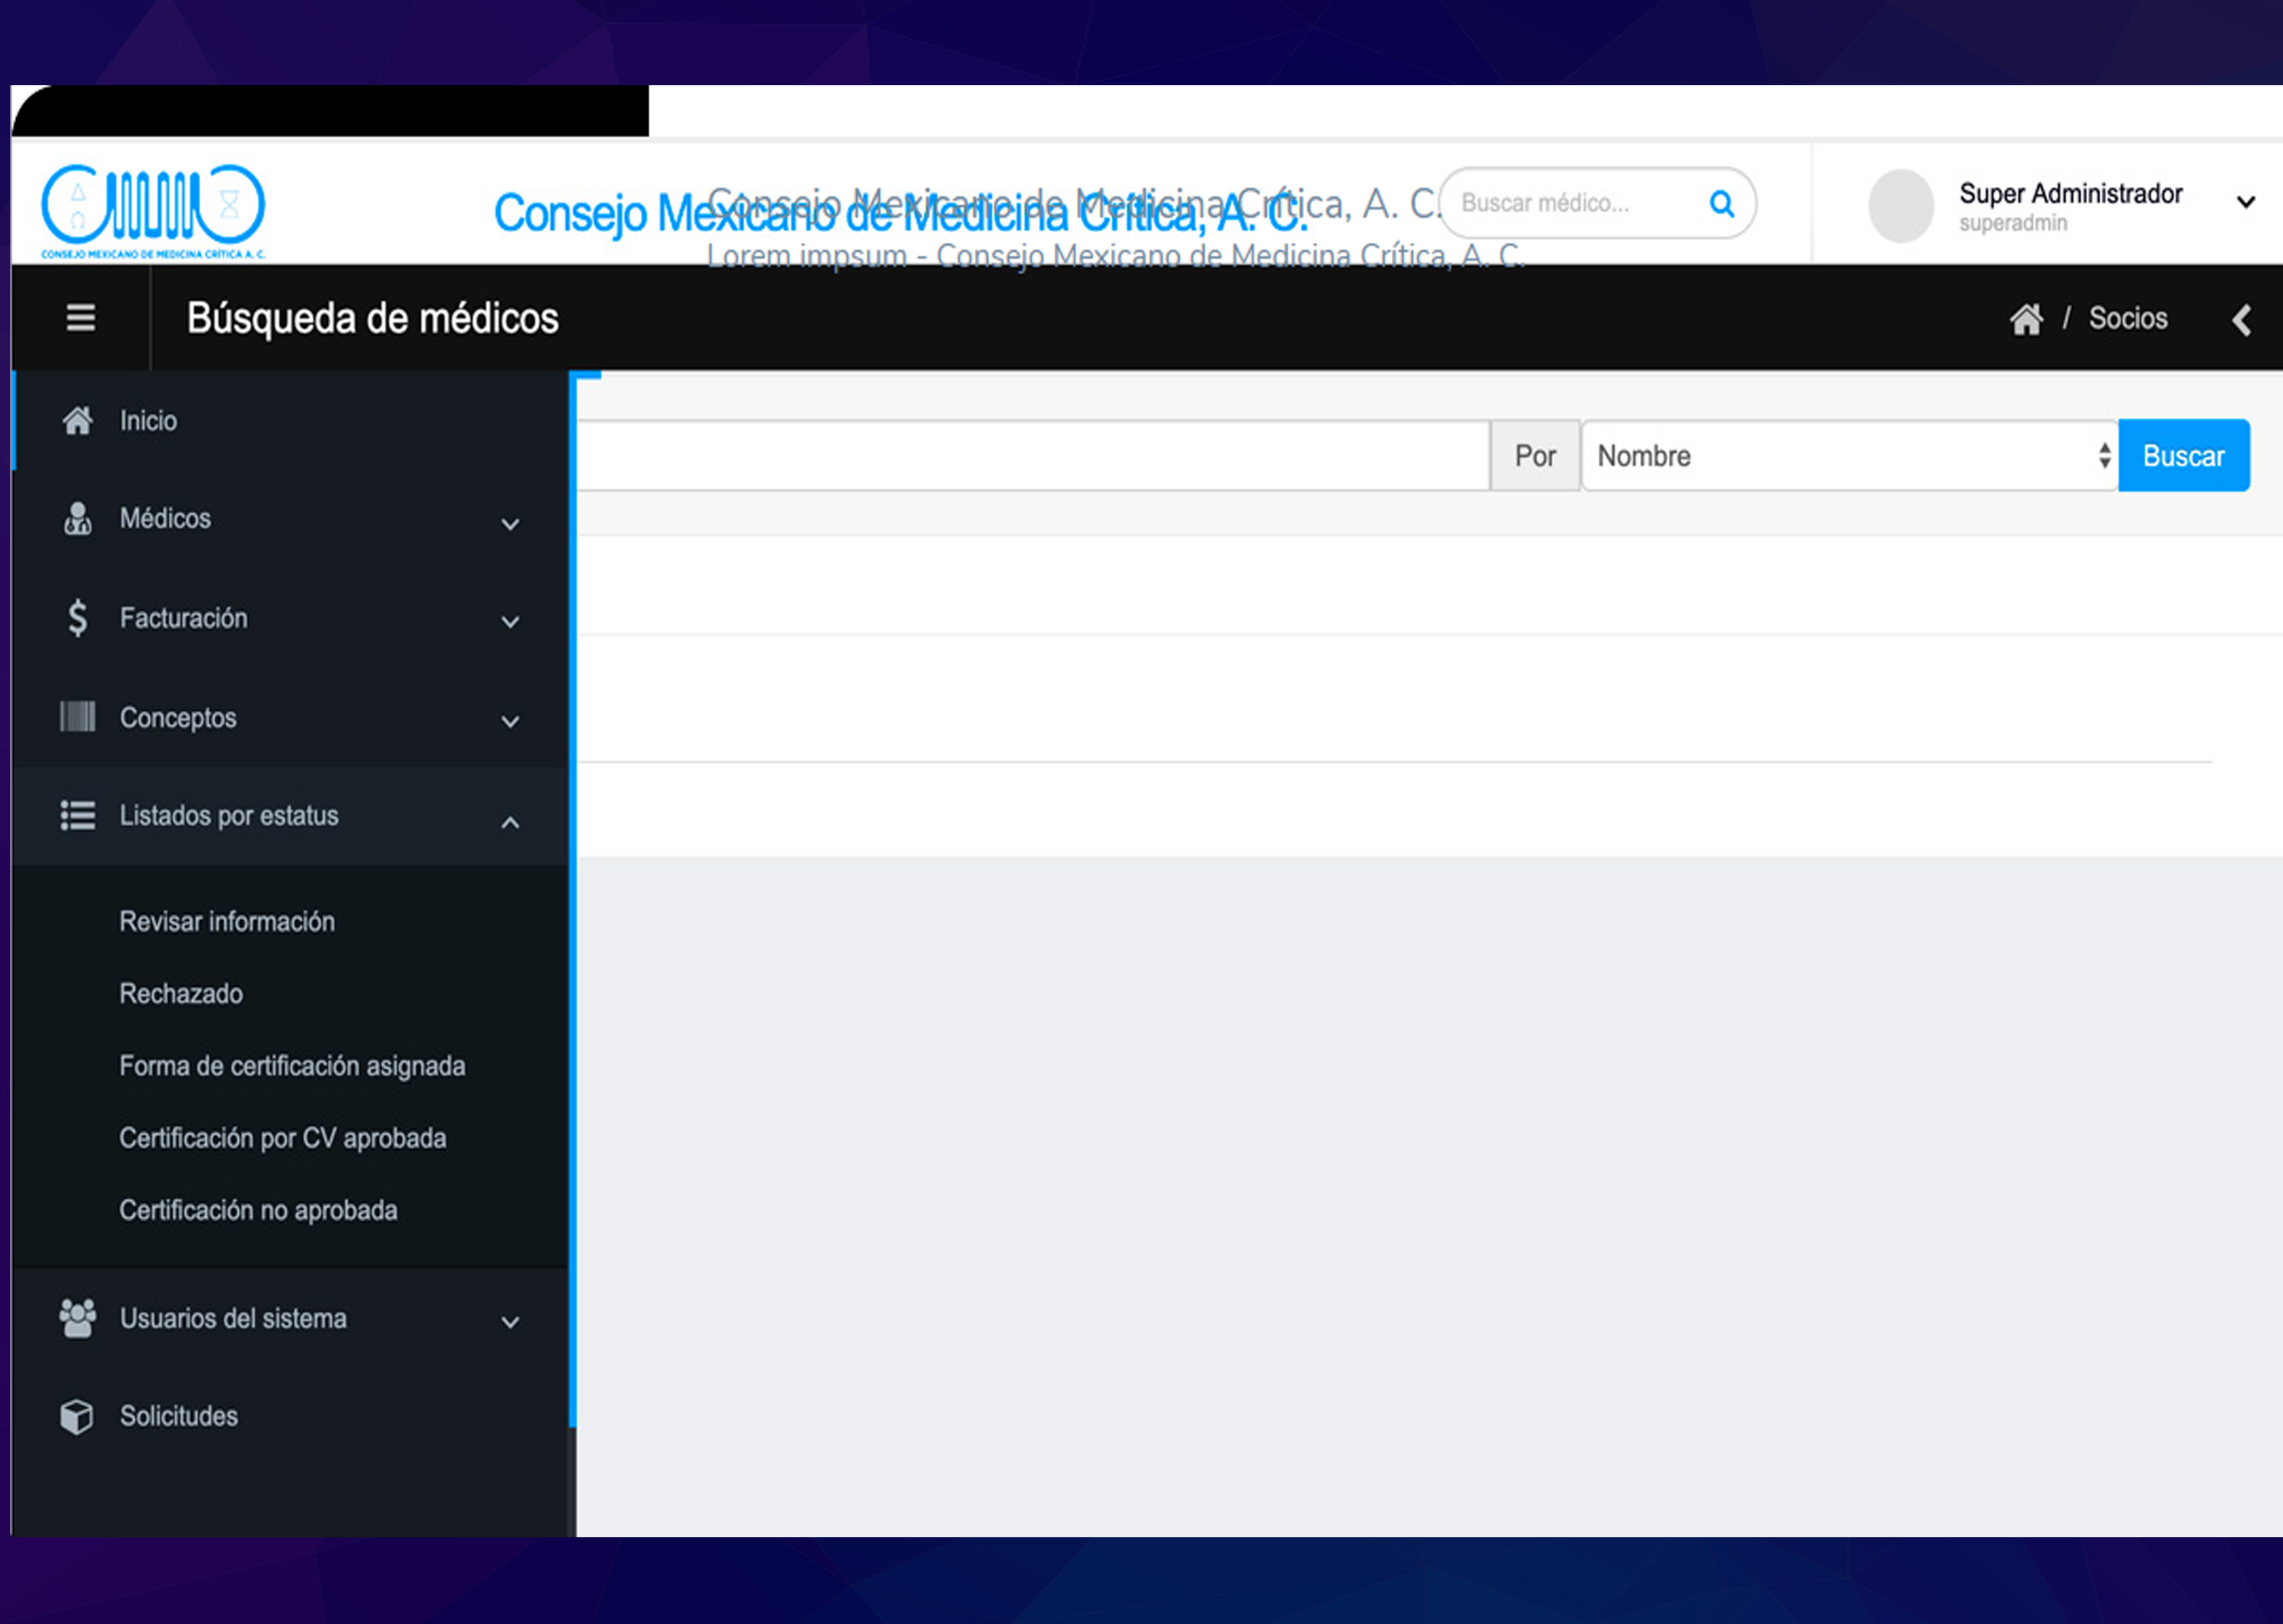 CONSEJO MEXICANO DE MEDICINA CRÍTICA A. C.
Consejo Mexicano de Medicina Crítica, A. C.
Consejo Mexicano de Medicina Crítica, A. C.
Lorem impsum - Consejo Mexicano de Medicina Crítica, A. C.
Buscar médico...
Super Administrador
superadmin
Búsqueda de médicos
/ Socios
Inicio
Por
Nombre
Buscar
Médicos
Facturación
Conceptos
Listados por estatus
Revisar información
Rechazado
Forma de certificación asignada
Certificación por CV aprobada
Certificación no aprobada
Usuarios del sistema
Solicitudes